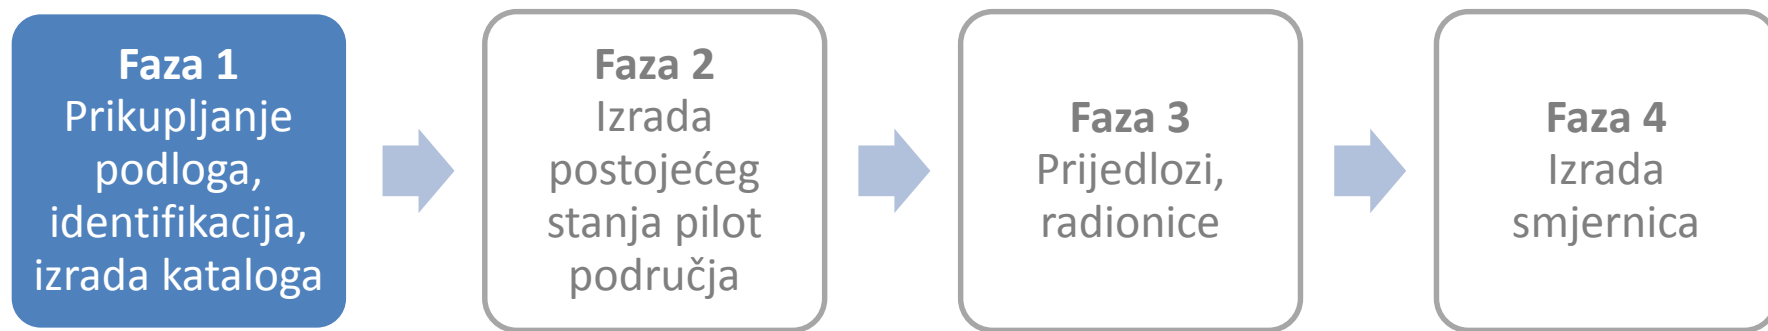 Faza 1
Prikupljanje
podloga,
identifikacija,
izrada kataloga
Faza 2
Izrada
postojećeg
stanja pilot
područja
Faza 3
Prijedlozi,
radionice
Faza 4
Izrada
smjernica